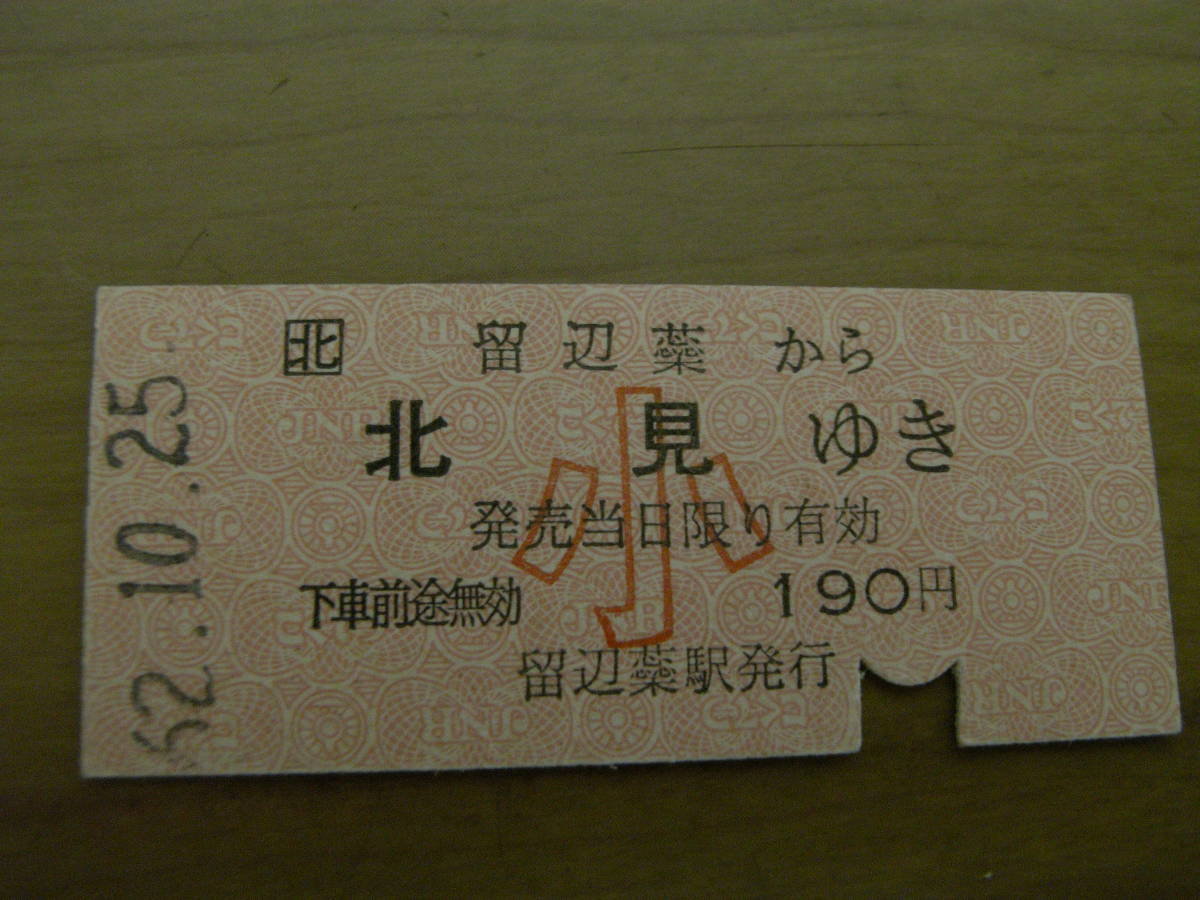 北 留辺蘂から
北見ゆき
発売当日限り有効
下車前途無効 190円
留辺蘂駅発行
小
62.10.25